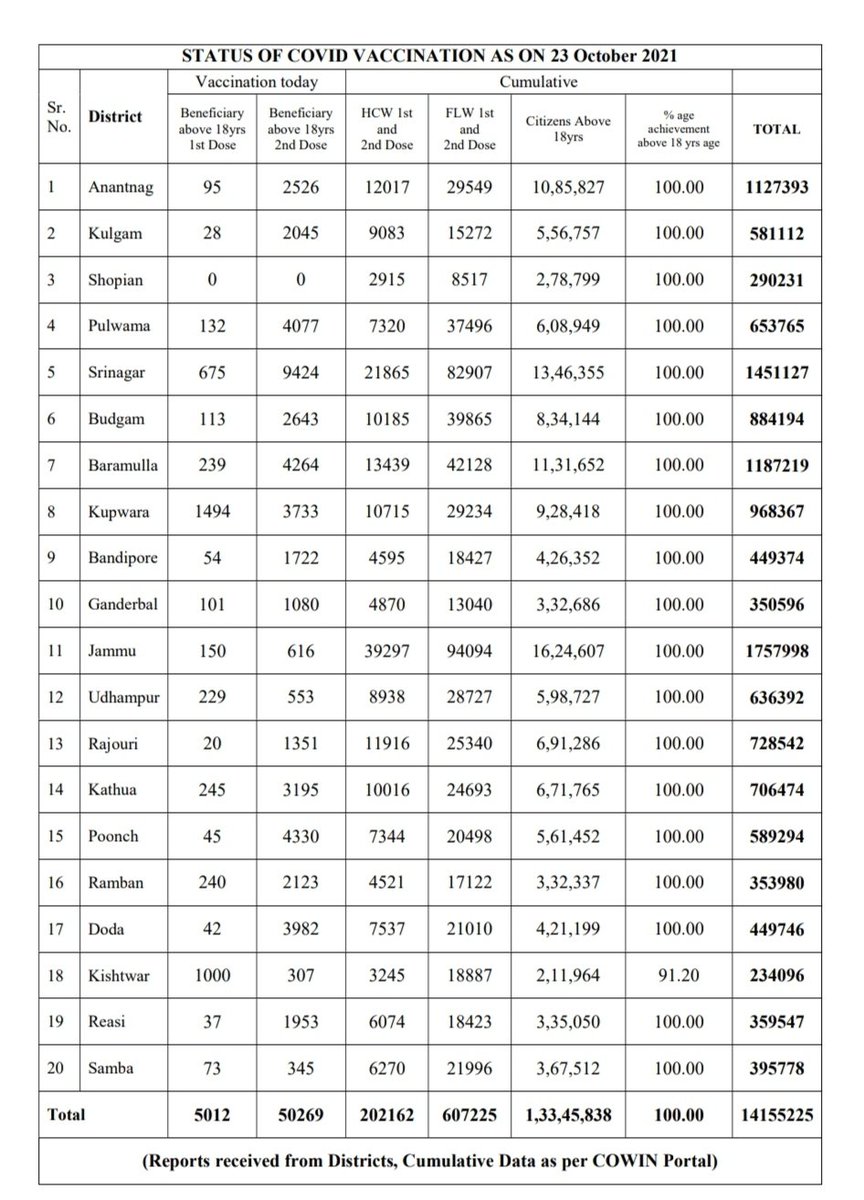 STATUS OF COVID VACCINATION AS ON 23 October 2021
Sr. No. District Vaccination today Cumulative
Beneficiary above 18yrs 1st Dose Beneficiary above 18yrs 2nd Dose HCW 1st and 2nd Dose FLW 1st and 2nd Dose Citizens Above 18yrs % age achievement above 18 yrs age TOTAL
1 Anantnag 95 2526 12017 29549 10,85,827 100.00 1127393
2 Kulgam 28 2045 9083 15272 5,56,757 100.00 581112
3 Shopian 0 0 2915 8517 2,78,799 100.00 290231
4 Pulwama 132 4077 7320 37496 6,08,949 100.00 653765
5 Srinagar 675 9424 21865 82907 13,46,355 100.00 1451127
6 Budgam 113 2643 10185 39865 8,34,144 100.00 884194
7 Baramulla 239 4264 13439 42128 11,31,652 100.00 1187219
8 Kupwara 1494 3733 10715 29234 9,28,418 100.00 968367
9 Bandipore 54 1722 4595 18427 4,26,352 100.00 449374
10 Ganderbal 101 1080 4870 13040 3,32,686 100.00 350596
11 Jammu 150 616 39297 94094 16,24,607 100.00 1757998
12 Udhampur 229 553 8938 28727 5,98,727 100.00 636392
13 Rajouri 20 1351 11916 25340 6,91,286 100.00 728542
14 Kathua 245 3195 10016 24693 6,71,765 100.00 706474
15 Poonch 45 4330 7344 20498 5,61,452 100.00 589294
16 Ramban 240 2123 4521 17122 3,32,337 100.00 353980
17 Doda 42 3982 7537 21010 4,21,199 100.00 449746
18 Kishtwar 1000 307 3245 18887 2,11,964 91.20 234096
19 Reasi 37 1953 6074 18423 3,35,050 100.00 359547
20 Samba 73 345 6270 21996 3,67,512 100.00 395778
Total 5012 50269 202162 607225 1,33,45,838 100.00 14155225
(Reports received from Districts, Cumulative Data as per COWIN Portal)